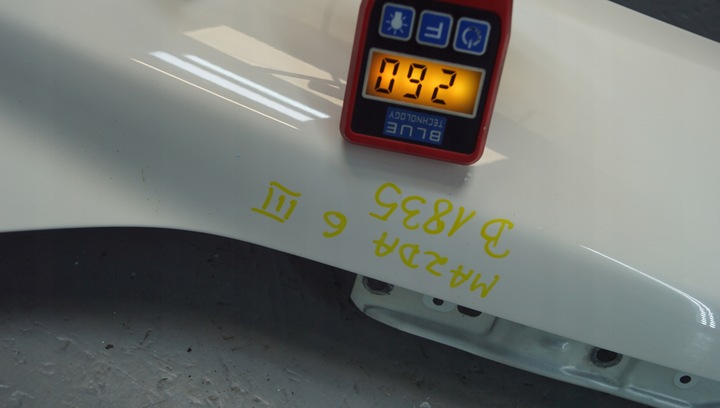 MAZDA 6 III
B1835
BLUE
TECHNOLOGY
260
F